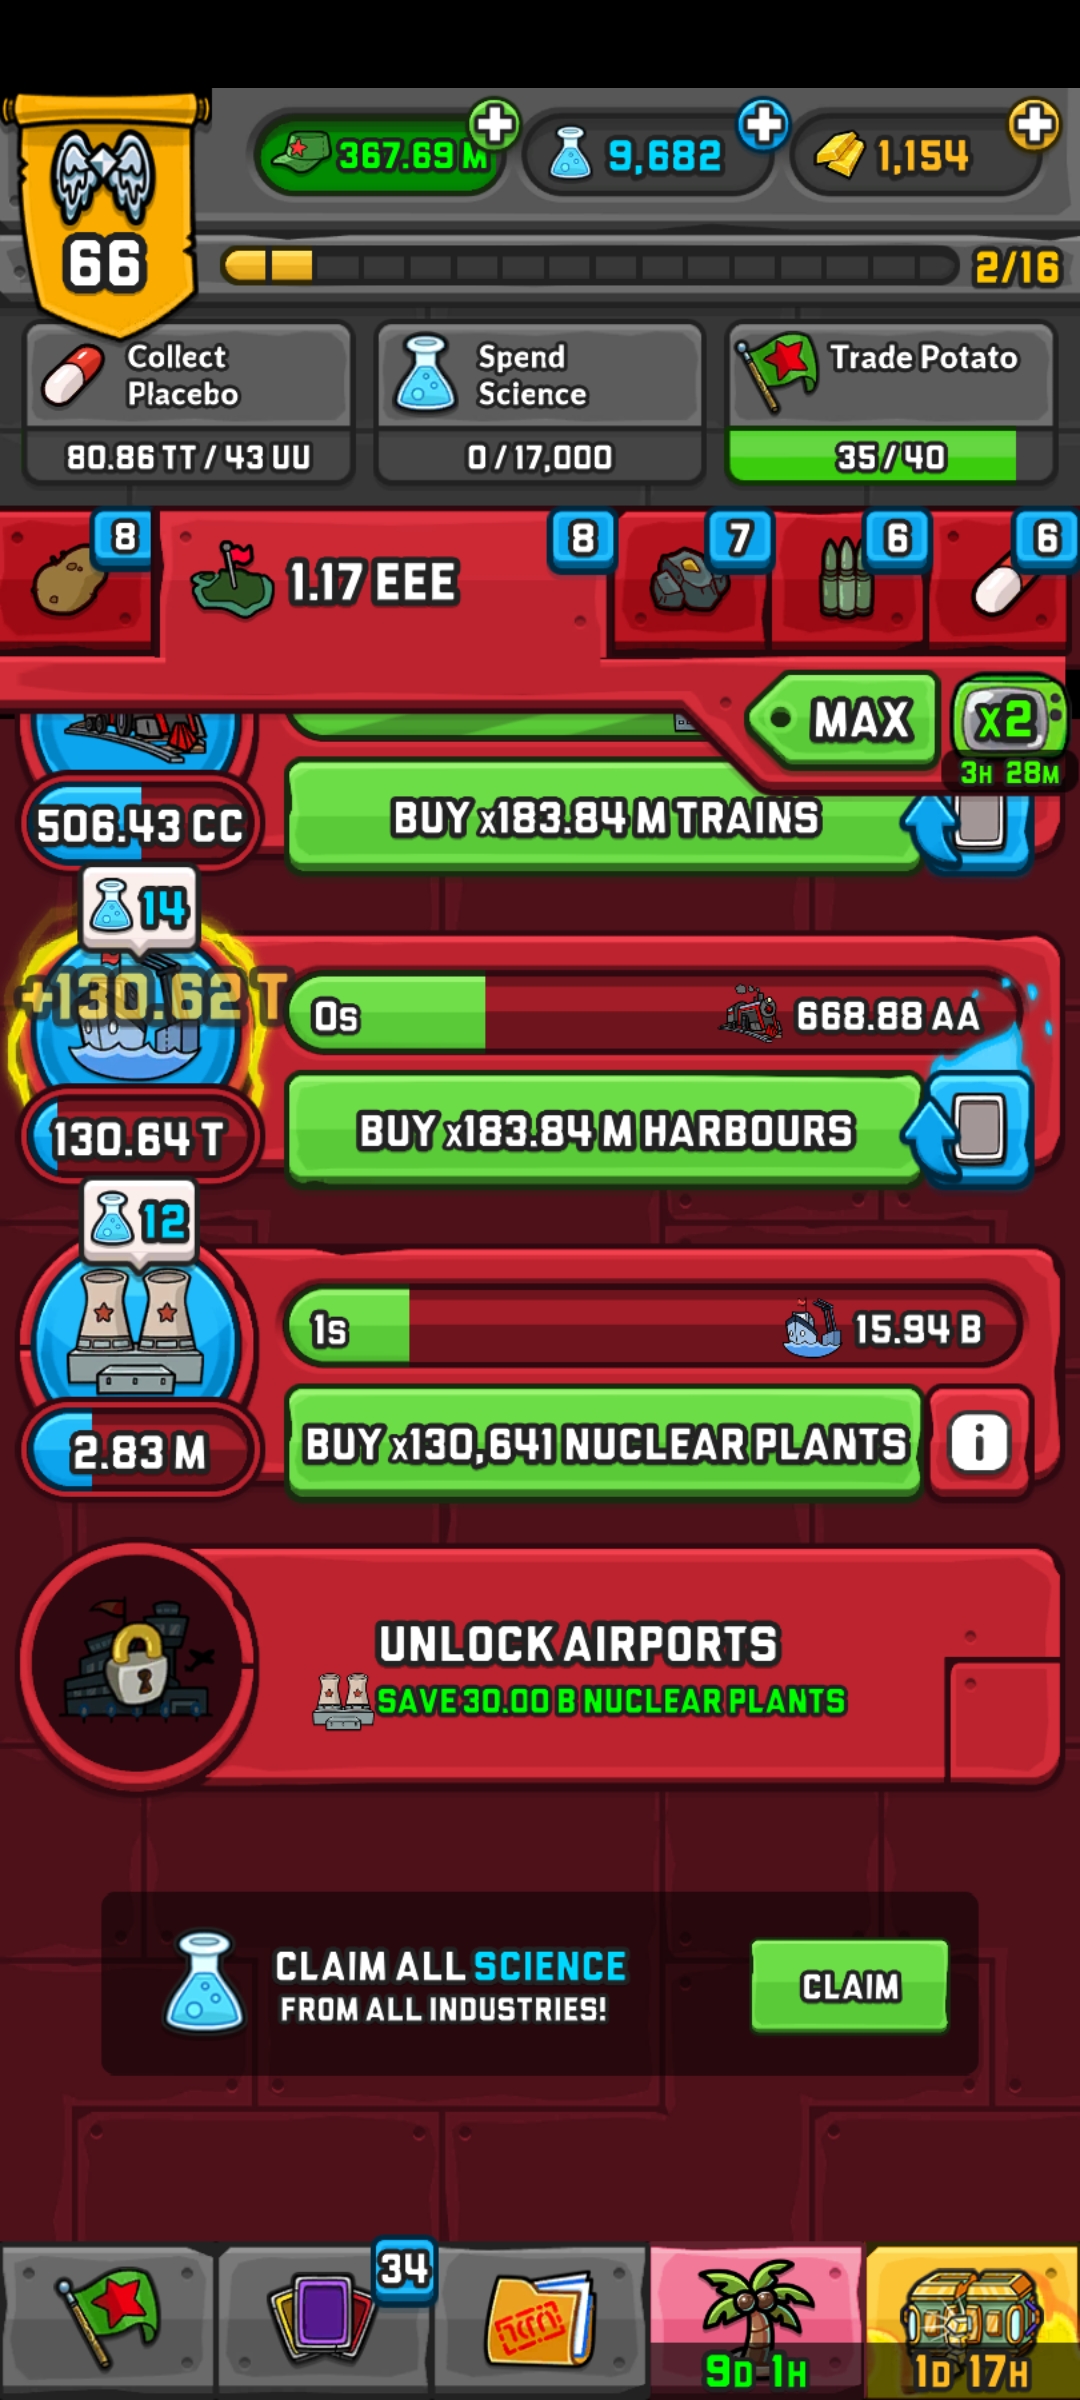 367.69 M
9,682
1,154
66
2/16
Collect
Placebo
80.86 TT / 43 UU
Spend
Science
0 / 17,000
Trade Potato
35 / 40
8
1.17 EEE
8
7
6
6
MAX
x2
3H 28M
506.43 CC
BUY x183.84 M TRAINS
14
+130.62 T
0s
668.88 AA
130.64 T
BUY x183.84 M HARBOURS
12
1s
15.94 B
2.83 M
BUY x130,641 NUCLEAR PLANTS
i
UNLOCK AIRPORTS
SAVE 30.00 B NUCLEAR PLANTS
CLAIM ALL SCIENCE
FROM ALL INDUSTRIES!
CLAIM
34
9D 1H
1D 17H